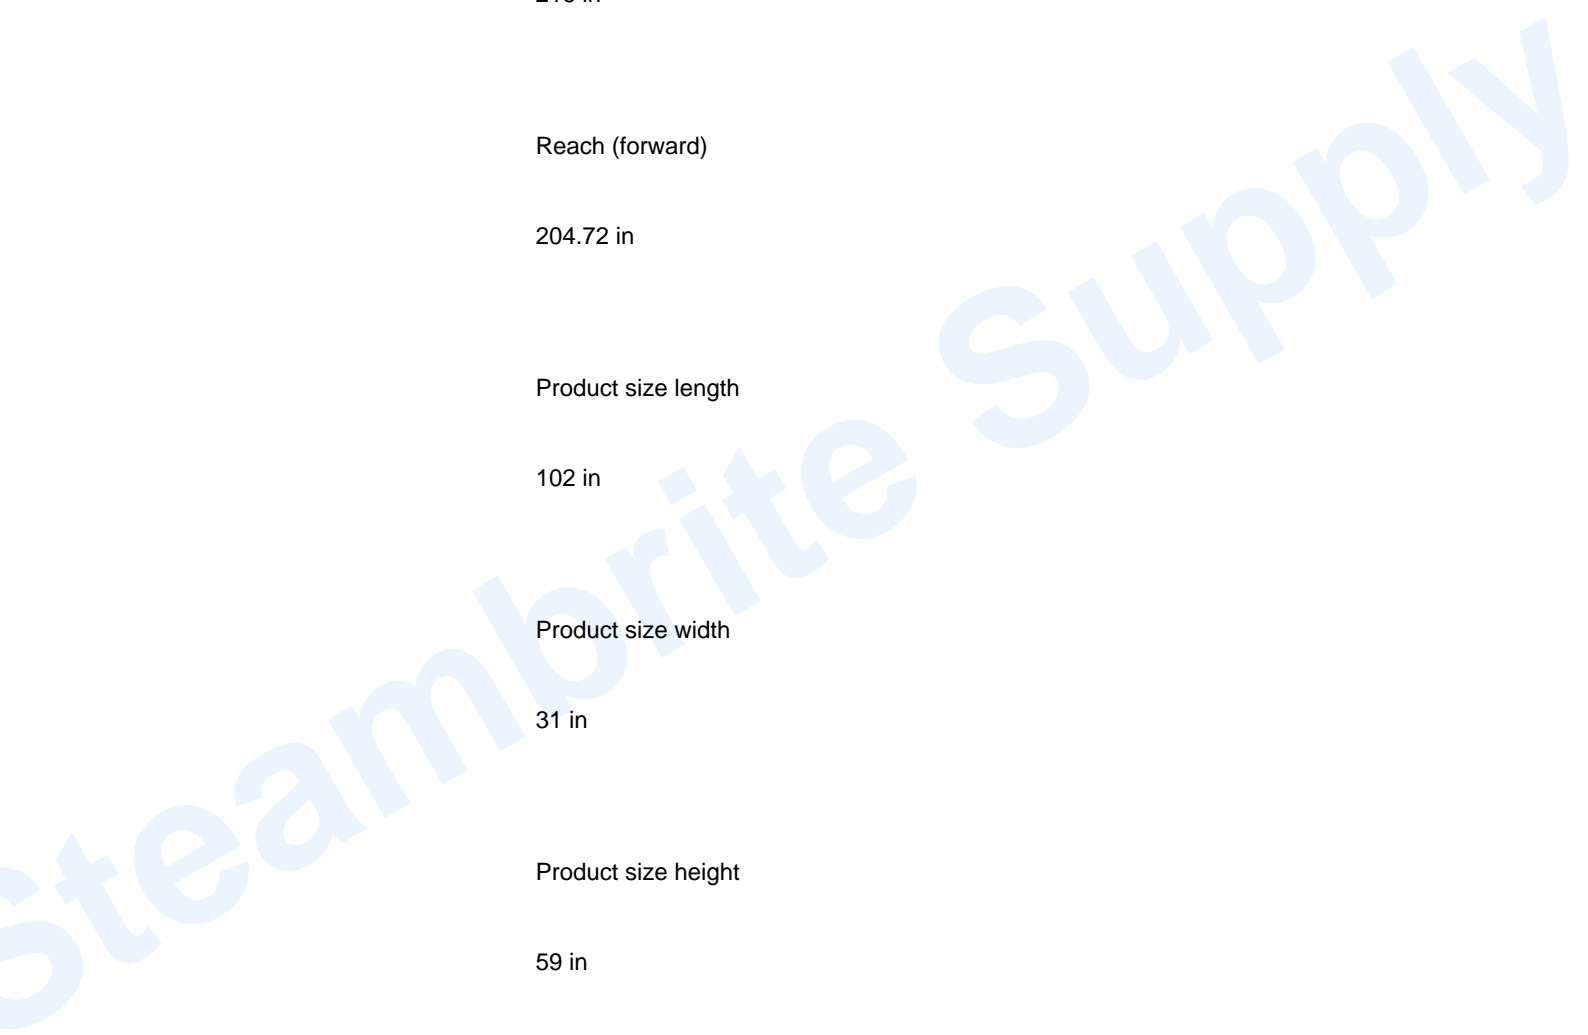 Reach (forward)
204.72 in
Product size length
102 in
Product size width
31 in
Product size height
59 in
Steambrite Supply